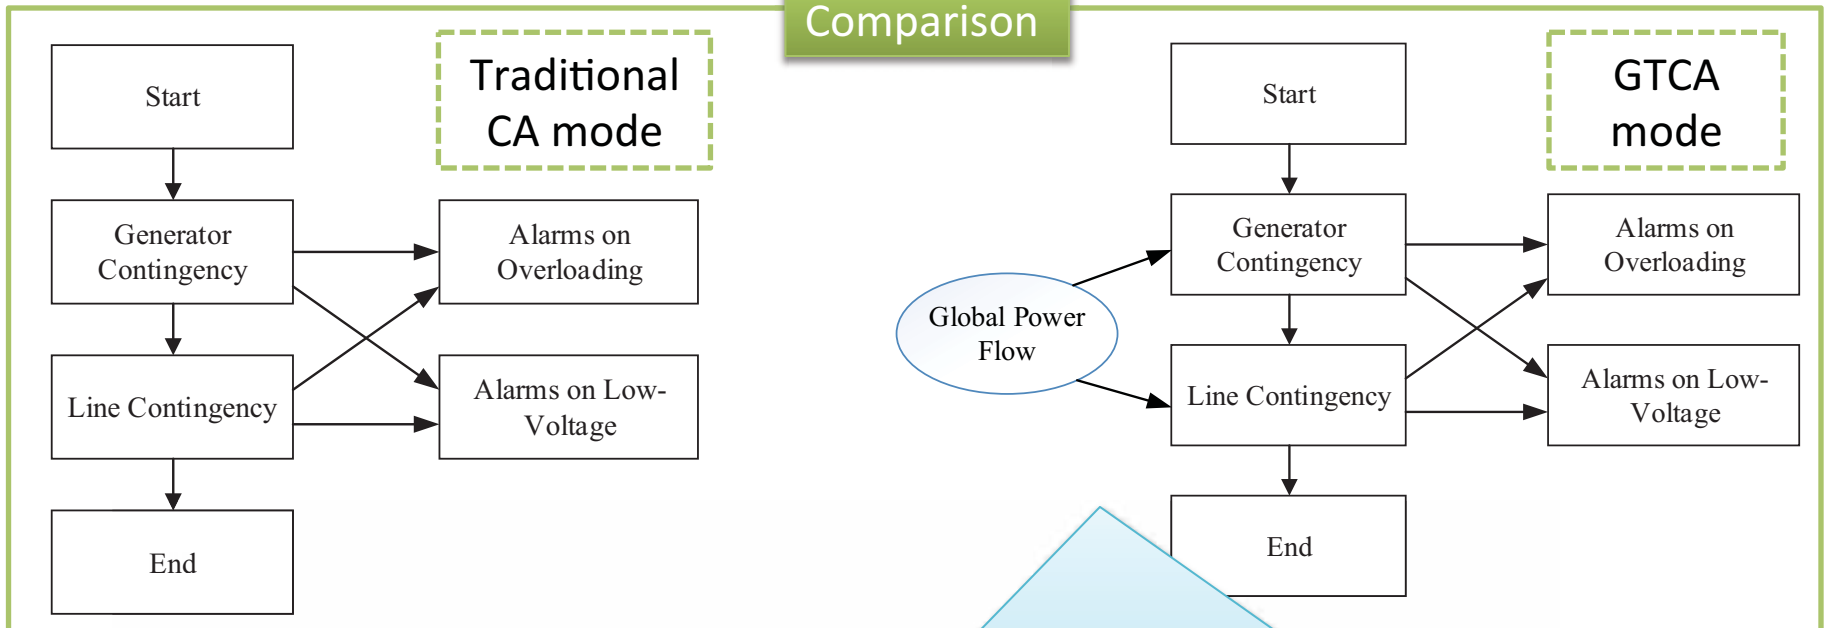 Comparison
Traditional
CA mode
Start
Generator
Contingency
Alarms on
Overloading
Line Contingency
Alarms on Low-
Voltage
End
GTCA
mode
Start
Generator
Contingency
Alarms on
Overloading
Global Power
Flow
Line Contingency
Alarms on Low-
Voltage
End